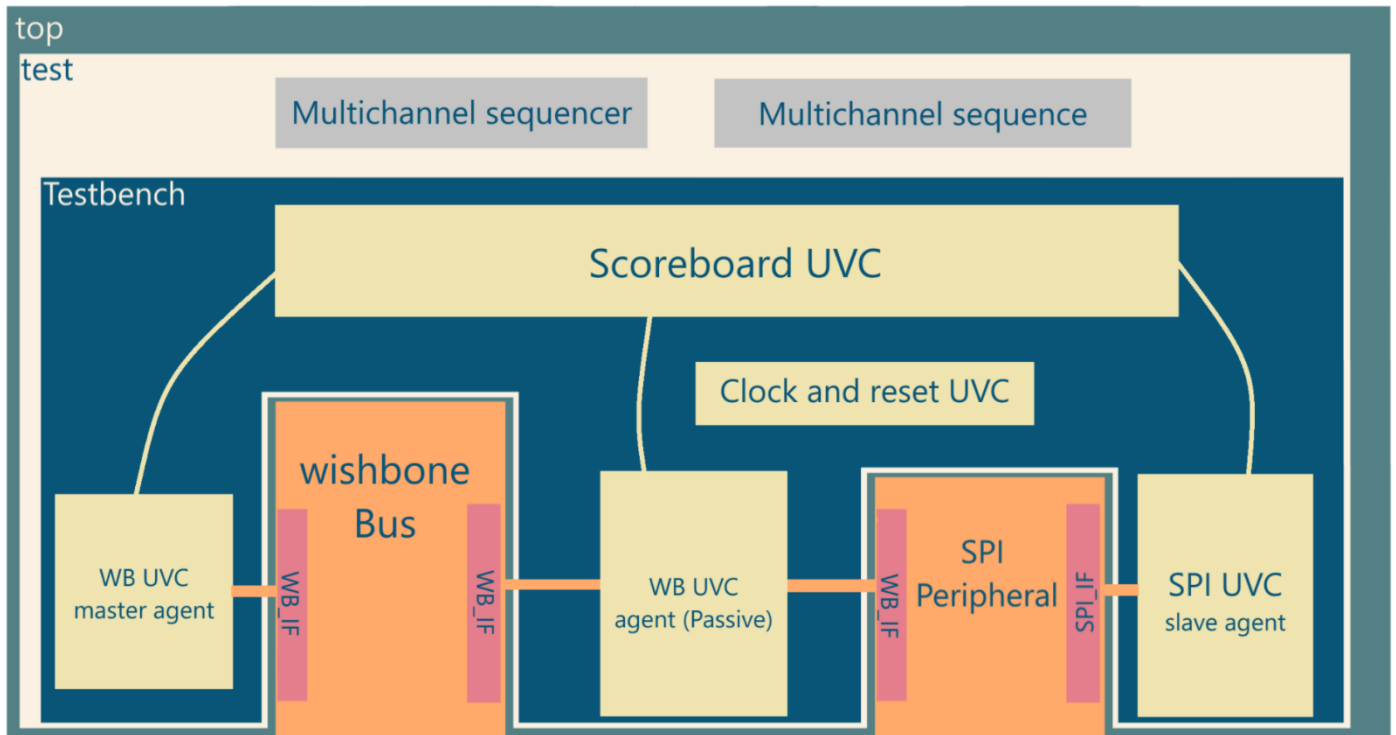 top
test
Multichannel sequencer
Multichannel sequence
Testbench
Scoreboard UVC
Clock and reset UVC
wishbone
Bus
WB UVC
master agent
WB_IF
WB_IF
WB UVC
agent (Passive)
WB_IF
SPI
Peripheral
SPI_IF
SPI UVC
slave agent